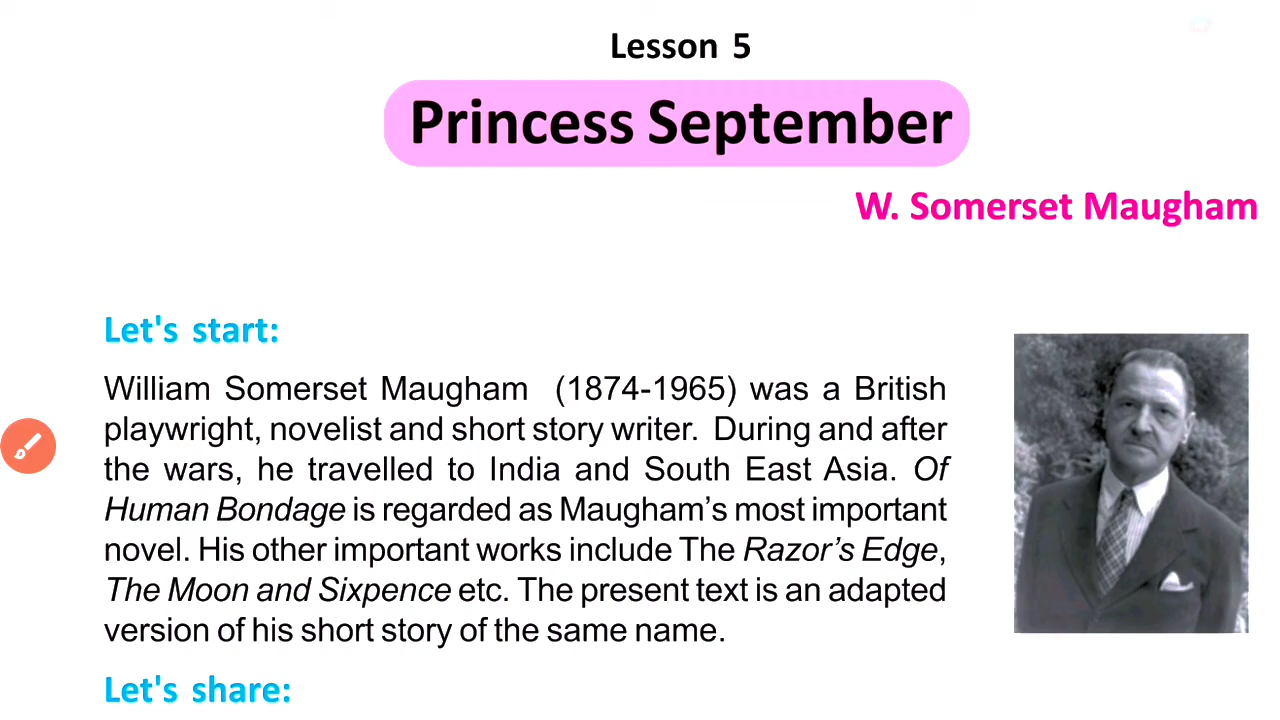 Lesson 5
Princess September
W. Somerset Maugham
Let's start:
William Somerset Maugham (1874-1965) was a British
playwright, novelist and short story writer. During and after
the wars, he travelled to India and South East Asia. Of
Human Bondage is regarded as Maugham’s most important
novel. His other important works include The Razor’s Edge,
The Moon and Sixpence etc. The present text is an adapted
version of his short story of the same name.
Let's share: